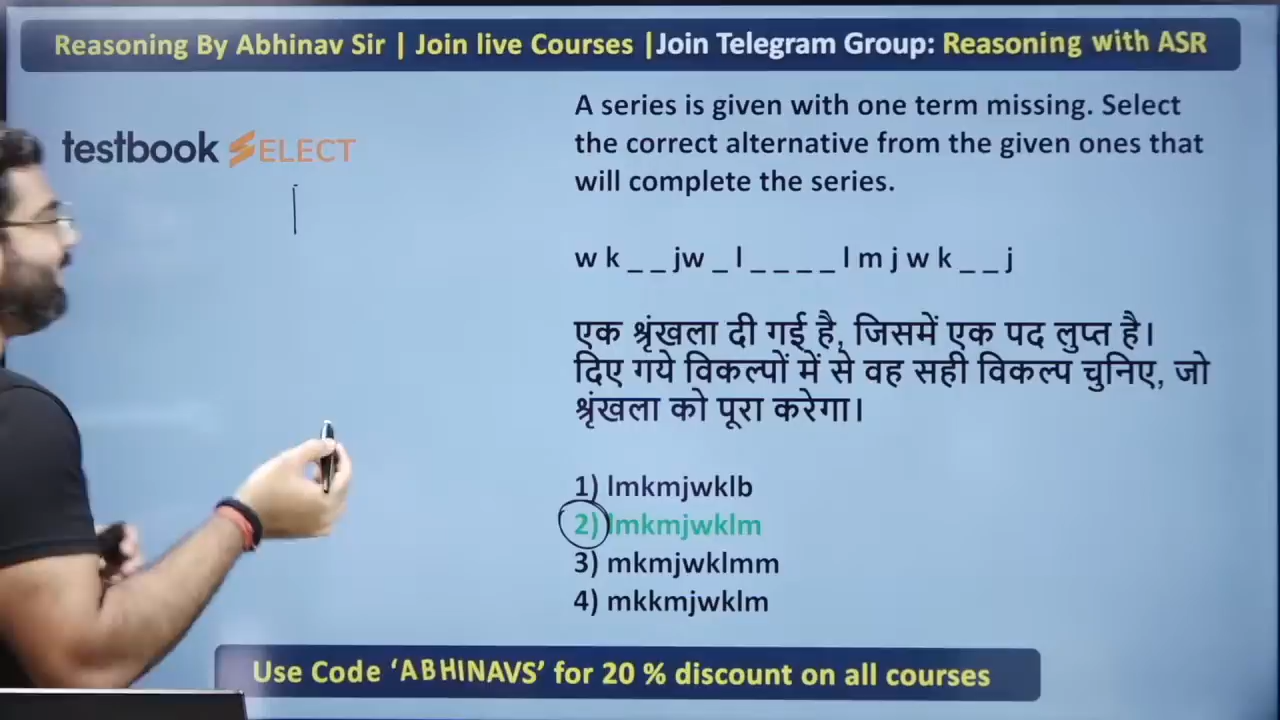 Reasoning By Abhinav Sir | Join live Courses |Join Telegram Group: Reasoning with ASR
testbook SELECT
A series is given with one term missing. Select
the correct alternative from the given ones that
will complete the series.
w k _ _ jw _ l _ _ _ _ l m j w k _ _ j
एक श्रृंखला दी गई है, जिसमें एक पद लुप्त है।
दिए गये विकल्पों में से वह सही विकल्प चुनिए, जो
श्रृंखला को पूरा करेगा।
1) lmkmjwklb
2) lmkmjwklm
3) mkmjwklmm
4) mkkmjwklm
Use Code ‘ABHINAVS’ for 20 % discount on all courses